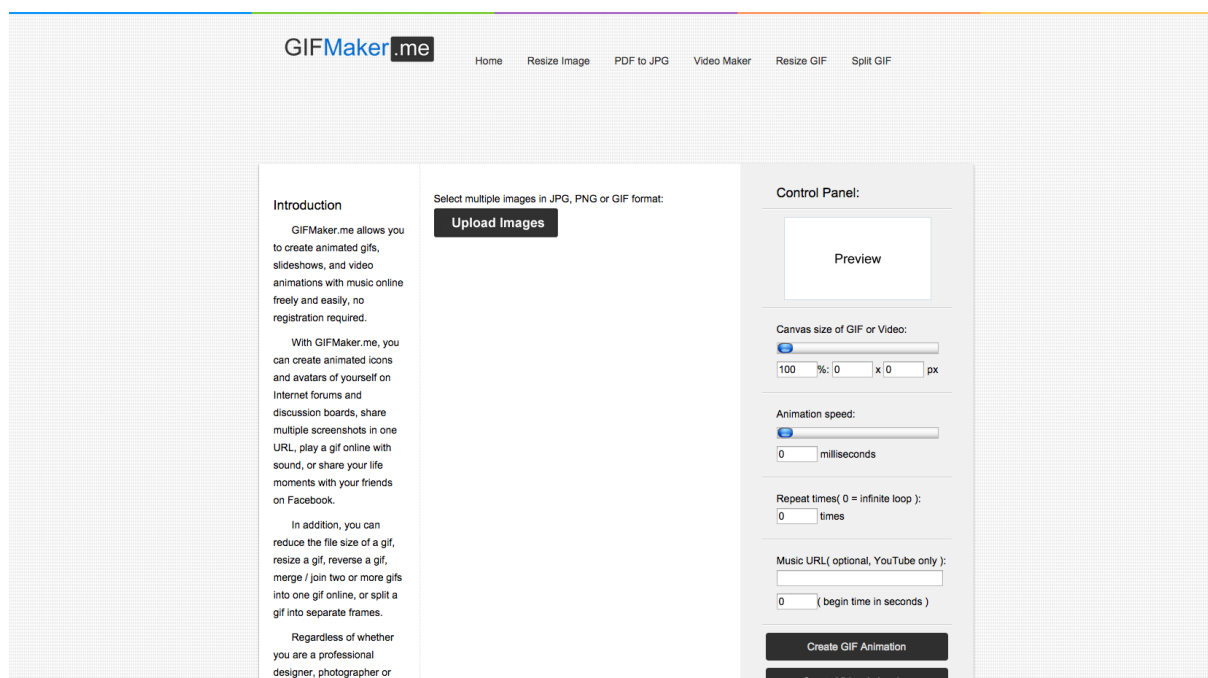 GIFMaker.me
Home Resize Image PDF to JPG Video Maker Resize GIF Split GIF
Introduction
GIFMaker.me allows you
to create animated gifs,
slideshows, and video
animations with music online
freely and easily, no
registration required.
With GIFMaker.me, you
can create animated icons
and avatars of yourself on
Internet forums and
discussion boards, share
multiple screenshots in one
URL, play a gif online with
sound, or share your life
moments with your friends
on Facebook.
In addition, you can
reduce the file size of a gif,
resize a gif, reverse a gif,
merge / join two or more gifs
into one gif online, or split a
gif into separate frames.
Regardless of whether
you are a professional
designer, photographer or
Select multiple images in JPG, PNG or GIF format:
Upload Images
Control Panel:
Preview
Canvas size of GIF or Video:
100 %: 0 x 0 px
Animation speed:
0 milliseconds
Repeat times( 0 = infinite loop ):
0 times
Music URL( optional, YouTube only ):
0 ( begin time in seconds )
Create GIF Animation